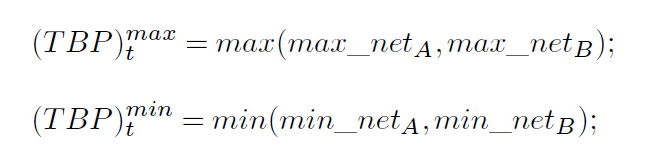 (TBP)_t^{max} = max(max_net_A, max_net_B);
(TBP)_t^{min} = min(min_net_A, min_net_B);